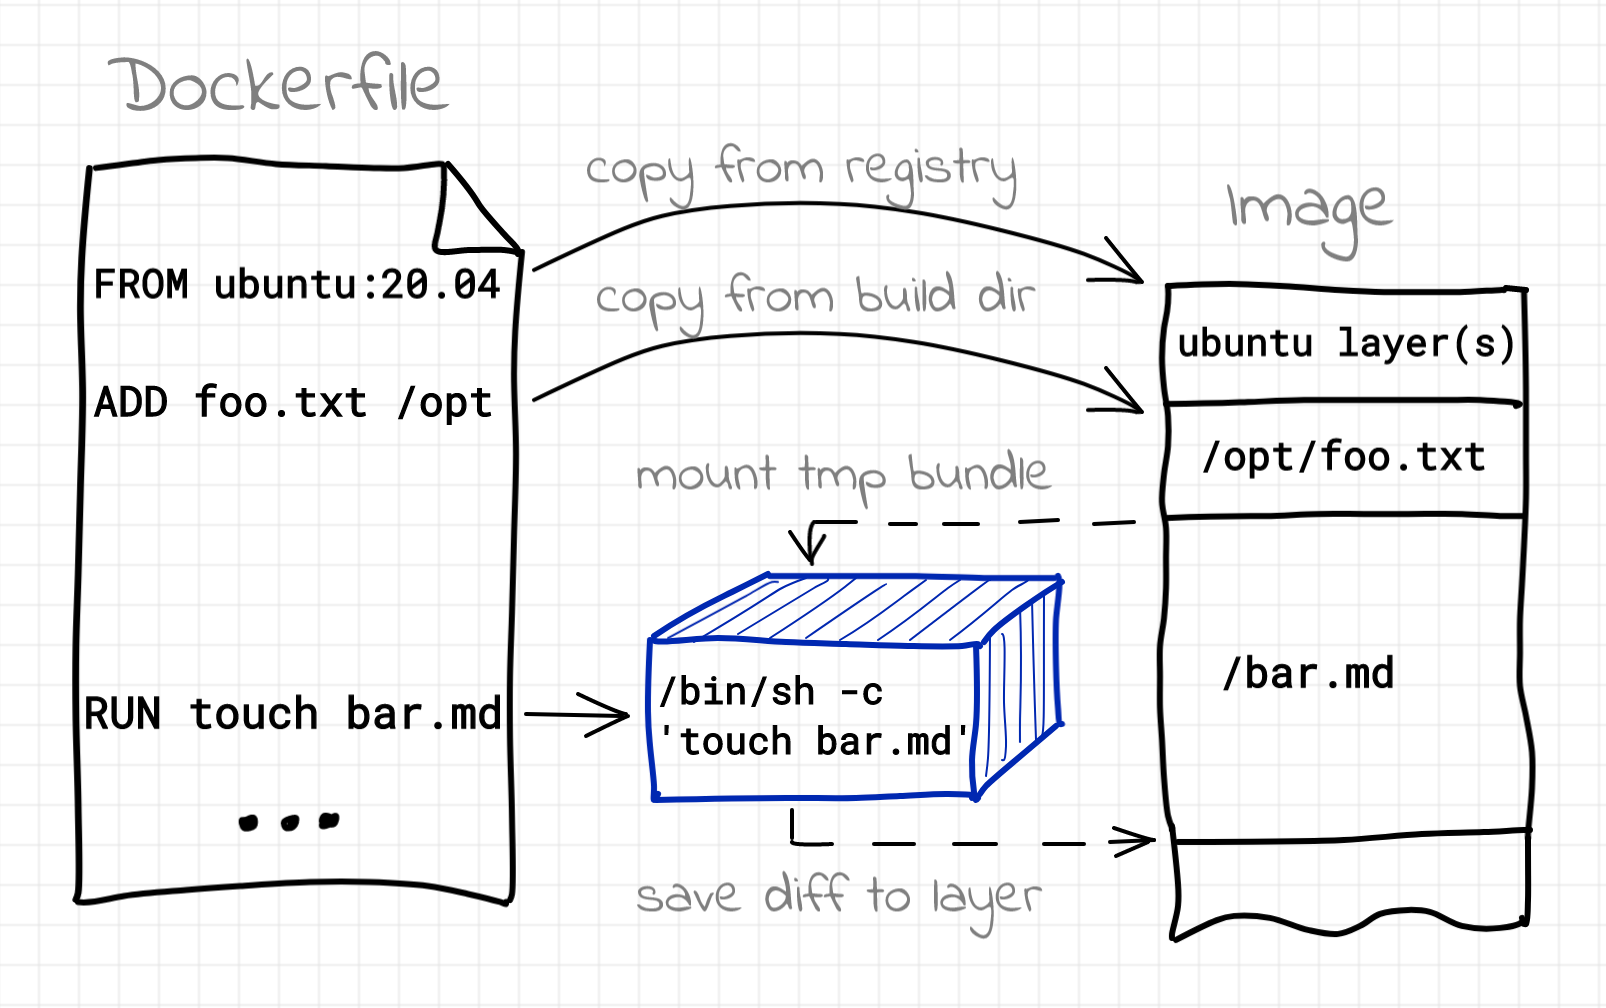 Dockerfile
copy from registry
Image
FROM ubuntu:20.04
copy from build dir
ubuntu layer(s)
ADD foo.txt /opt
/opt/foo.txt
mount tmp bundle
/bar.md
RUN touch bar.md
/bin/sh -c
'touch bar.md'
...
save diff to layer